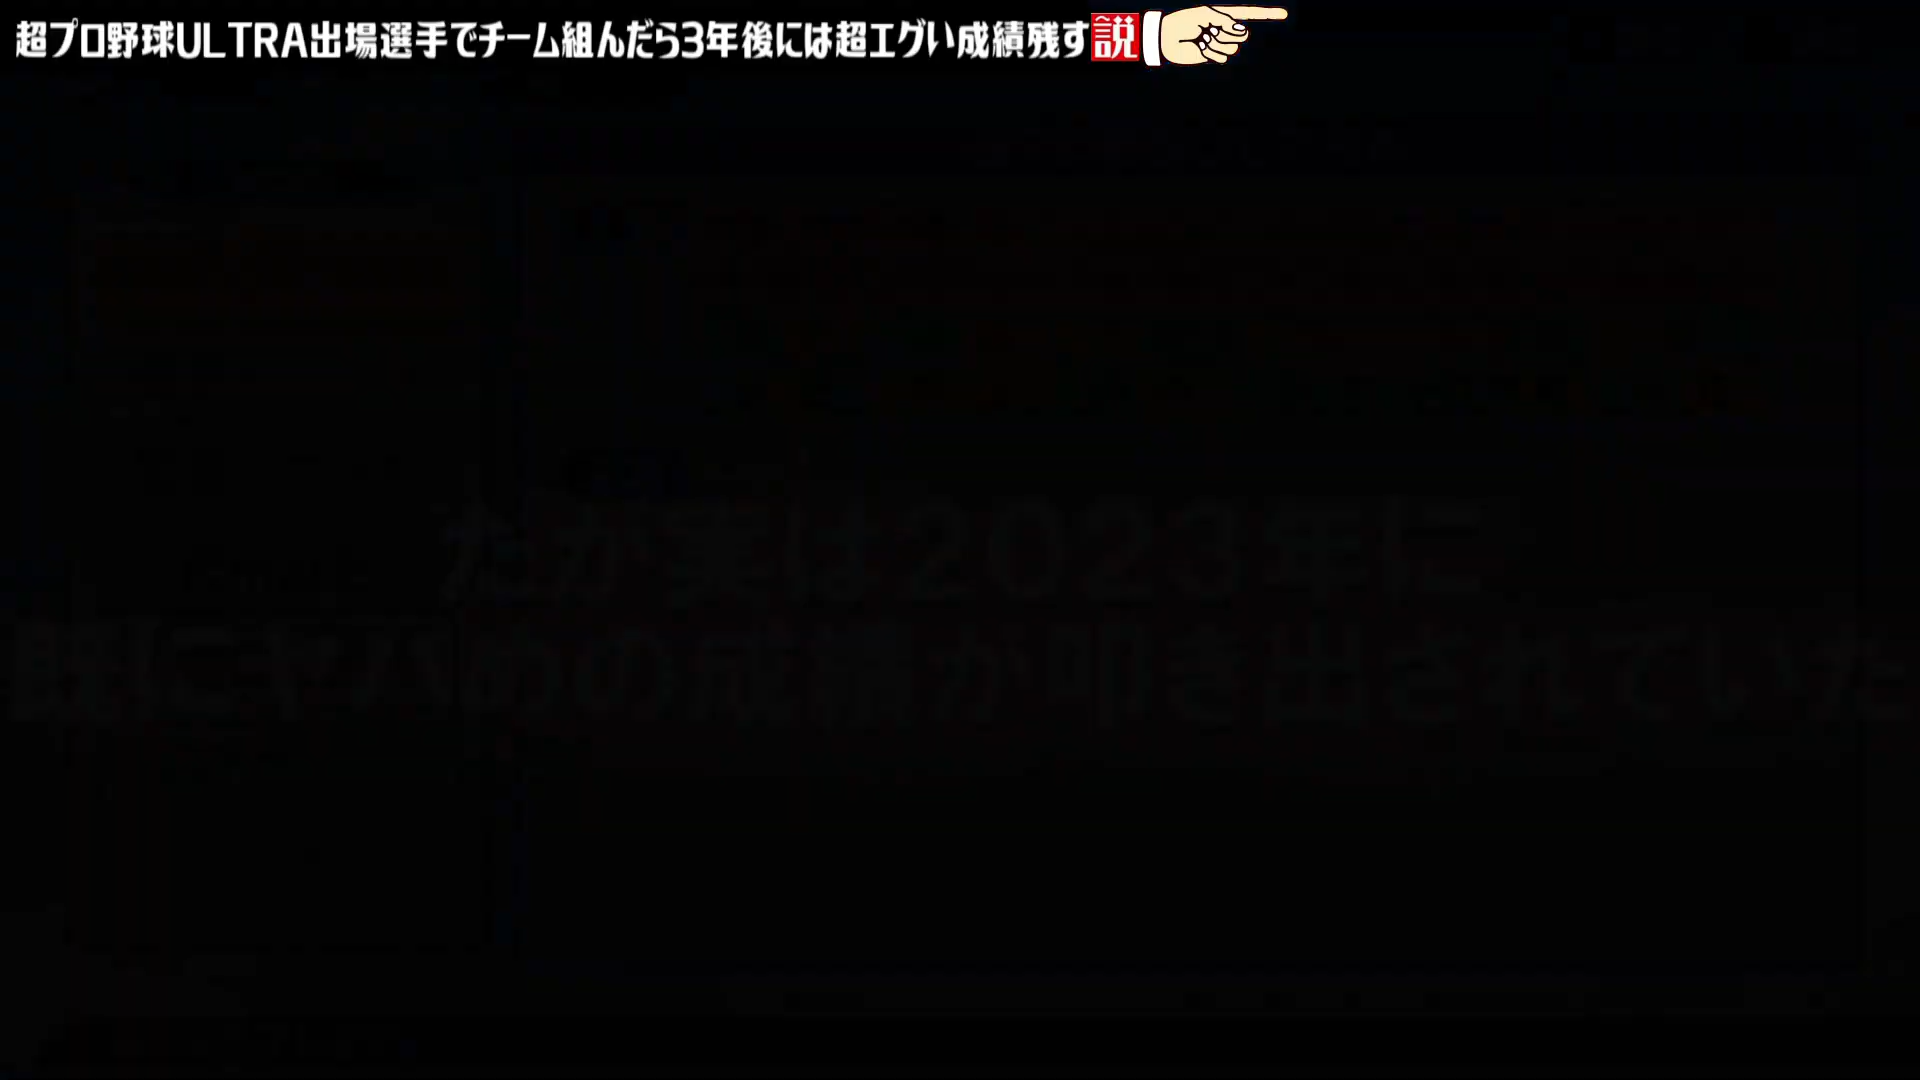 超プロ野球ULTRA出場選手でチーム組んだら3年後には超エグい成績残す説
だが実は2023年に
既にヤバめの成績が叩き出されていた